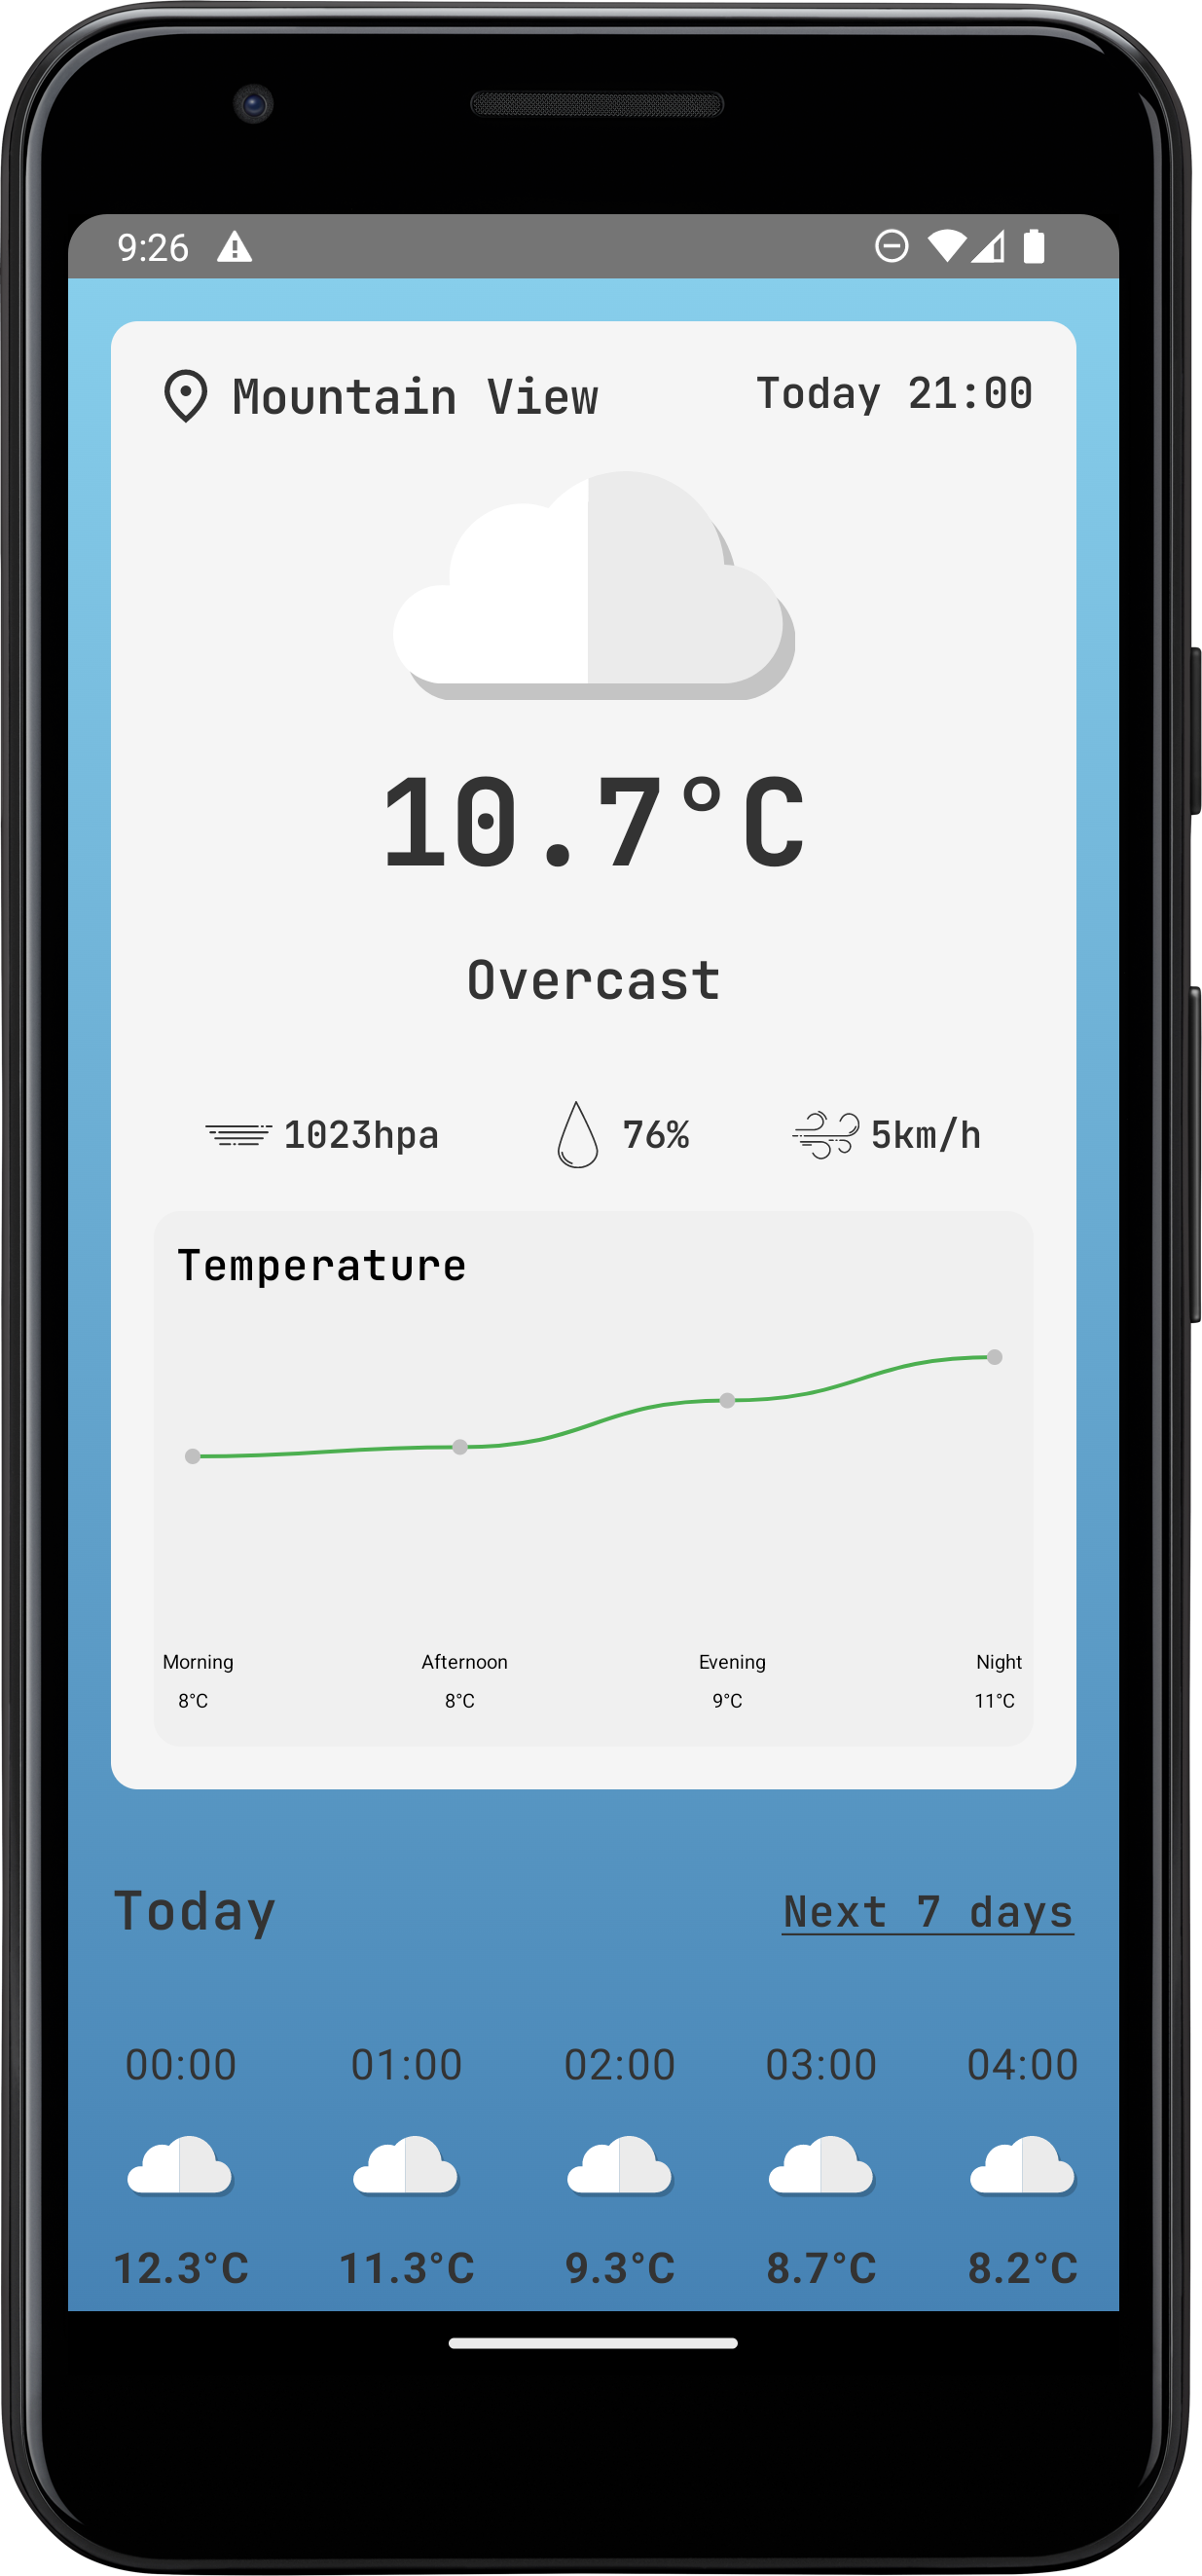 9:26
Mountain View Today 21:00
10.7°C
Overcast
1023hpa 76% 5km/h
Temperature
Morning Afternoon Evening Night
8°C 8°C 9°C 11°C
Today Next 7 days
00:00 01:00 02:00 03:00 04:00
12.3°C 11.3°C 9.3°C 8.7°C 8.2°C